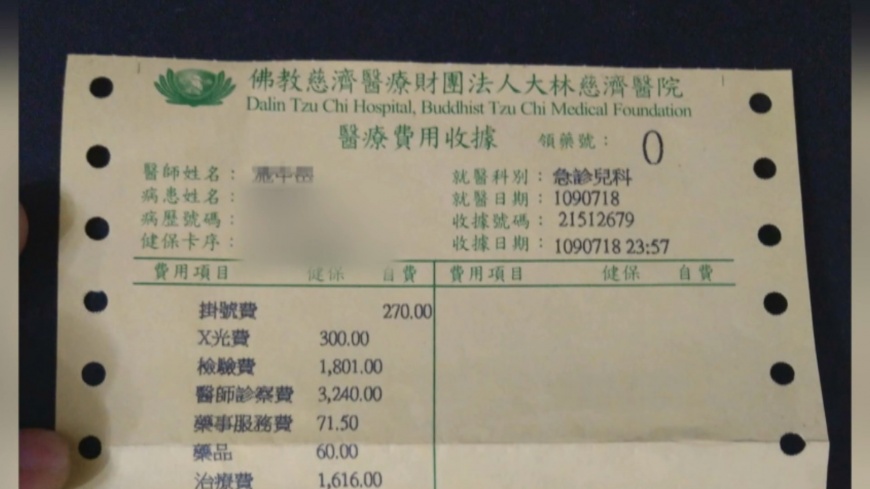 佛教慈濟醫療財團法人大林慈濟醫院
Dalin Tzu Chi Hospital, Buddhist Tzu Chi Medical Foundation
醫療費用收據 領藥號： 0
醫師姓名： 就醫科別：急診兒科
病患姓名： 就醫日期：1090718
病歷號碼： 收據號碼：21512679
健保卡序： 收據日期：1090718 23:57
費用項目 健保 自費 費用項目 健保 自費
掛號費 270.00
X光費 300.00
檢驗費 1,801.00
醫師診察費 3,240.00
藥事服務費 71.50
藥品 60.00
治療費 1,616.00